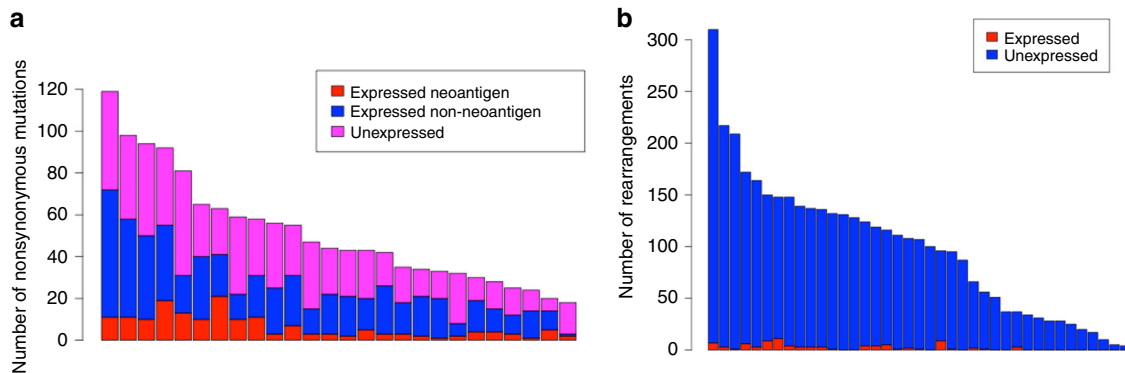 a
Number of nonsynonymous mutations
120
100
80
60
40
20
0
Expressed neoantigen
Expressed non-neoantigen
Unexpressed
b
Number of rearrangements
300
250
200
150
100
50
0
Expressed
Unexpressed